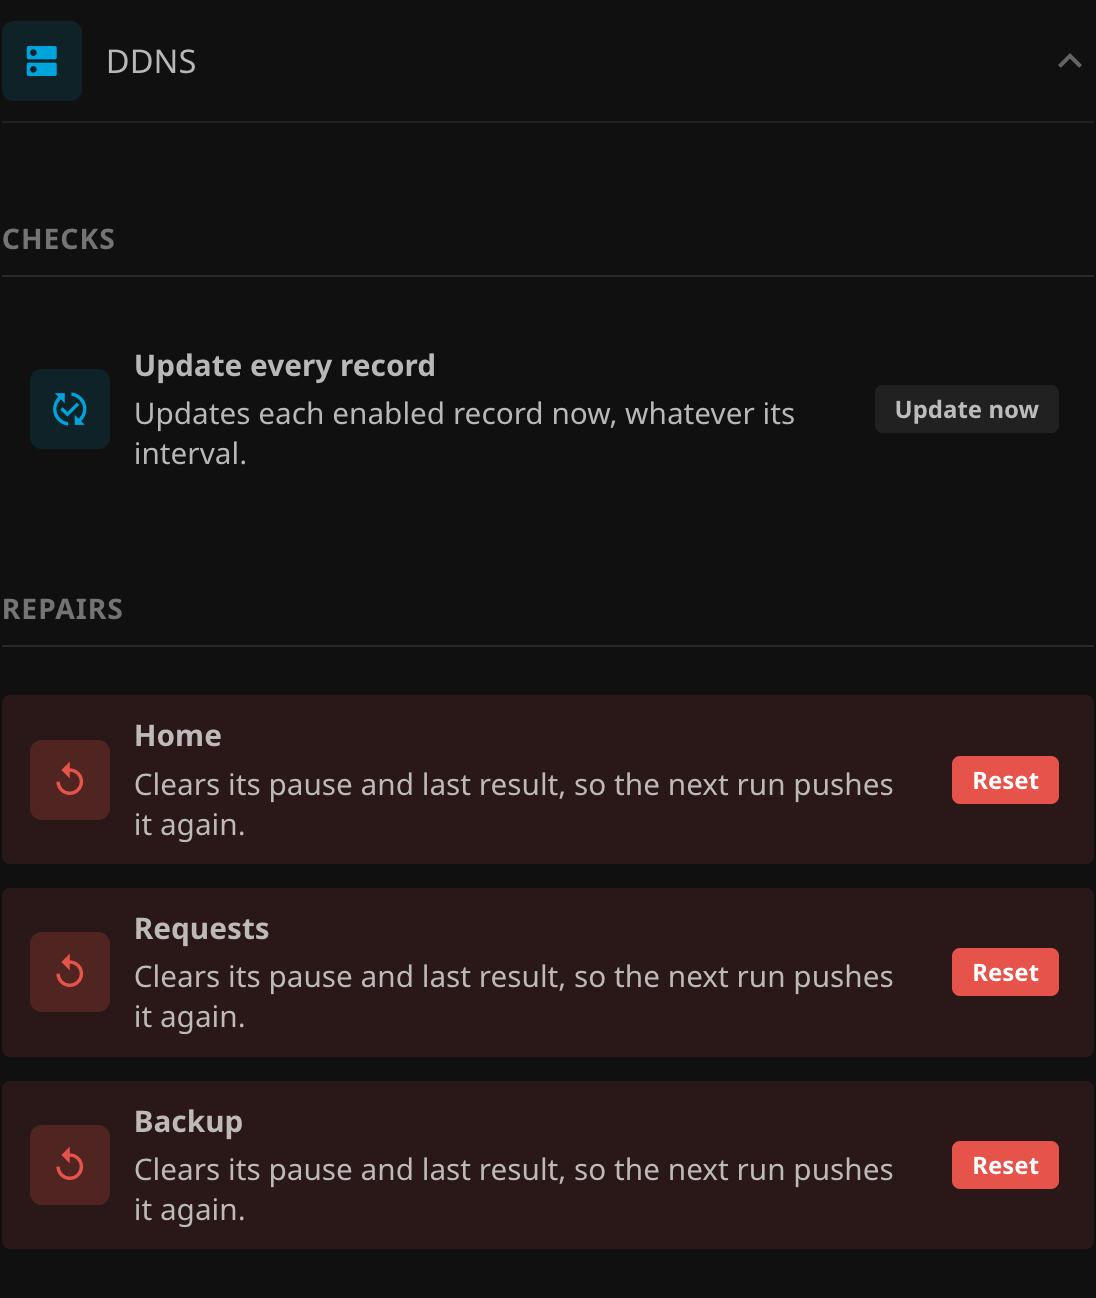 DDNS
CHECKS
Update every record
Updates each enabled record now, whatever its
interval.
Update now
REPAIRS
Home
Clears its pause and last result, so the next run pushes
it again.
Reset
Requests
Clears its pause and last result, so the next run pushes
it again.
Reset
Backup
Clears its pause and last result, so the next run pushes
it again.
Reset